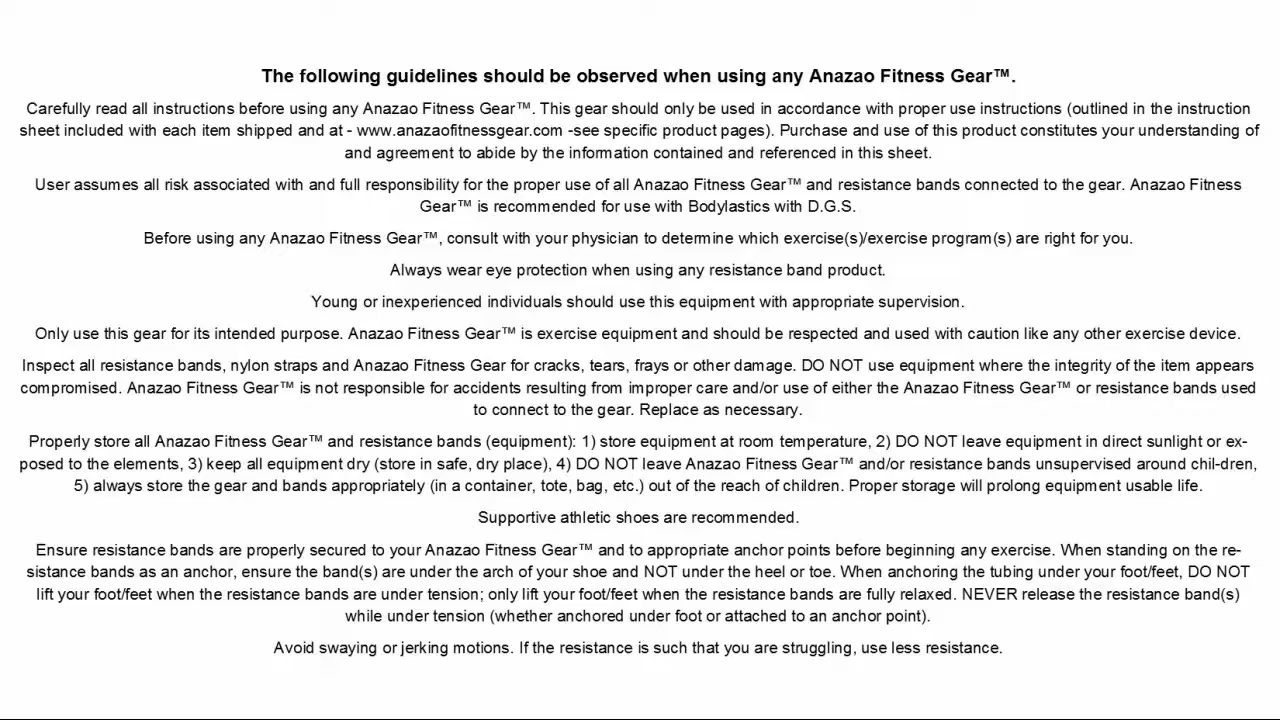 The following guidelines should be observed when using any Anazao Fitness Gear™.
Carefully read all instructions before using any Anazao Fitness Gear™. This gear should only be used in accordance with proper use instructions (outlined in the instruction
sheet included with each item shipped and at - www.anazaofitnessgear.com -see specific product pages). Purchase and use of this product constitutes your understanding of
and agreement to abide by the information contained and referenced in this sheet.
User assumes all risk associated with and full responsibility for the proper use of all Anazao Fitness Gear™ and resistance bands connected to the gear. Anazao Fitness
Gear™ is recommended for use with Bodylastics with D.G.S.
Before using any Anazao Fitness Gear™, consult with your physician to determine which exercise(s)/exercise program(s) are right for you.
Always wear eye protection when using any resistance band product.
Young or inexperienced individuals should use this equipment with appropriate supervision.
Only use this gear for its intended purpose. Anazao Fitness Gear™ is exercise equipment and should be respected and used with caution like any other exercise device.
Inspect all resistance bands, nylon straps and Anazao Fitness Gear for cracks, tears, frays or other damage. DO NOT use equipment where the integrity of the item appears
compromised. Anazao Fitness Gear™ is not responsible for accidents resulting from improper care and/or use of either the Anazao Fitness Gear™ or resistance bands used
to connect to the gear. Replace as necessary.
Properly store all Anazao Fitness Gear™ and resistance bands (equipment): 1) store equipment at room temperature, 2) DO NOT leave equipment in direct sunlight or ex-
posed to the elements, 3) keep all equipment dry (store in safe, dry place), 4) DO NOT leave Anazao Fitness Gear™ and/or resistance bands unsupervised around chil-dren,
5) always store the gear and bands appropriately (in a container, tote, bag, etc.) out of the reach of children. Proper storage will prolong equipment usable life.
Supportive athletic shoes are recommended.
Ensure resistance bands are properly secured to your Anazao Fitness Gear™ and to appropriate anchor points before beginning any exercise. When standing on the re-
sistance bands as an anchor, ensure the band(s) are under the arch of your shoe and NOT under the heel or toe. When anchoring the tubing under your foot/feet, DO NOT
lift your foot/feet when the resistance bands are under tension; only lift your foot/feet when the resistance bands are fully relaxed. NEVER release the resistance band(s)
while under tension (whether anchored under foot or attached to an anchor point).
Avoid swaying or jerking motions. If the resistance is such that you are struggling, use less resistance.